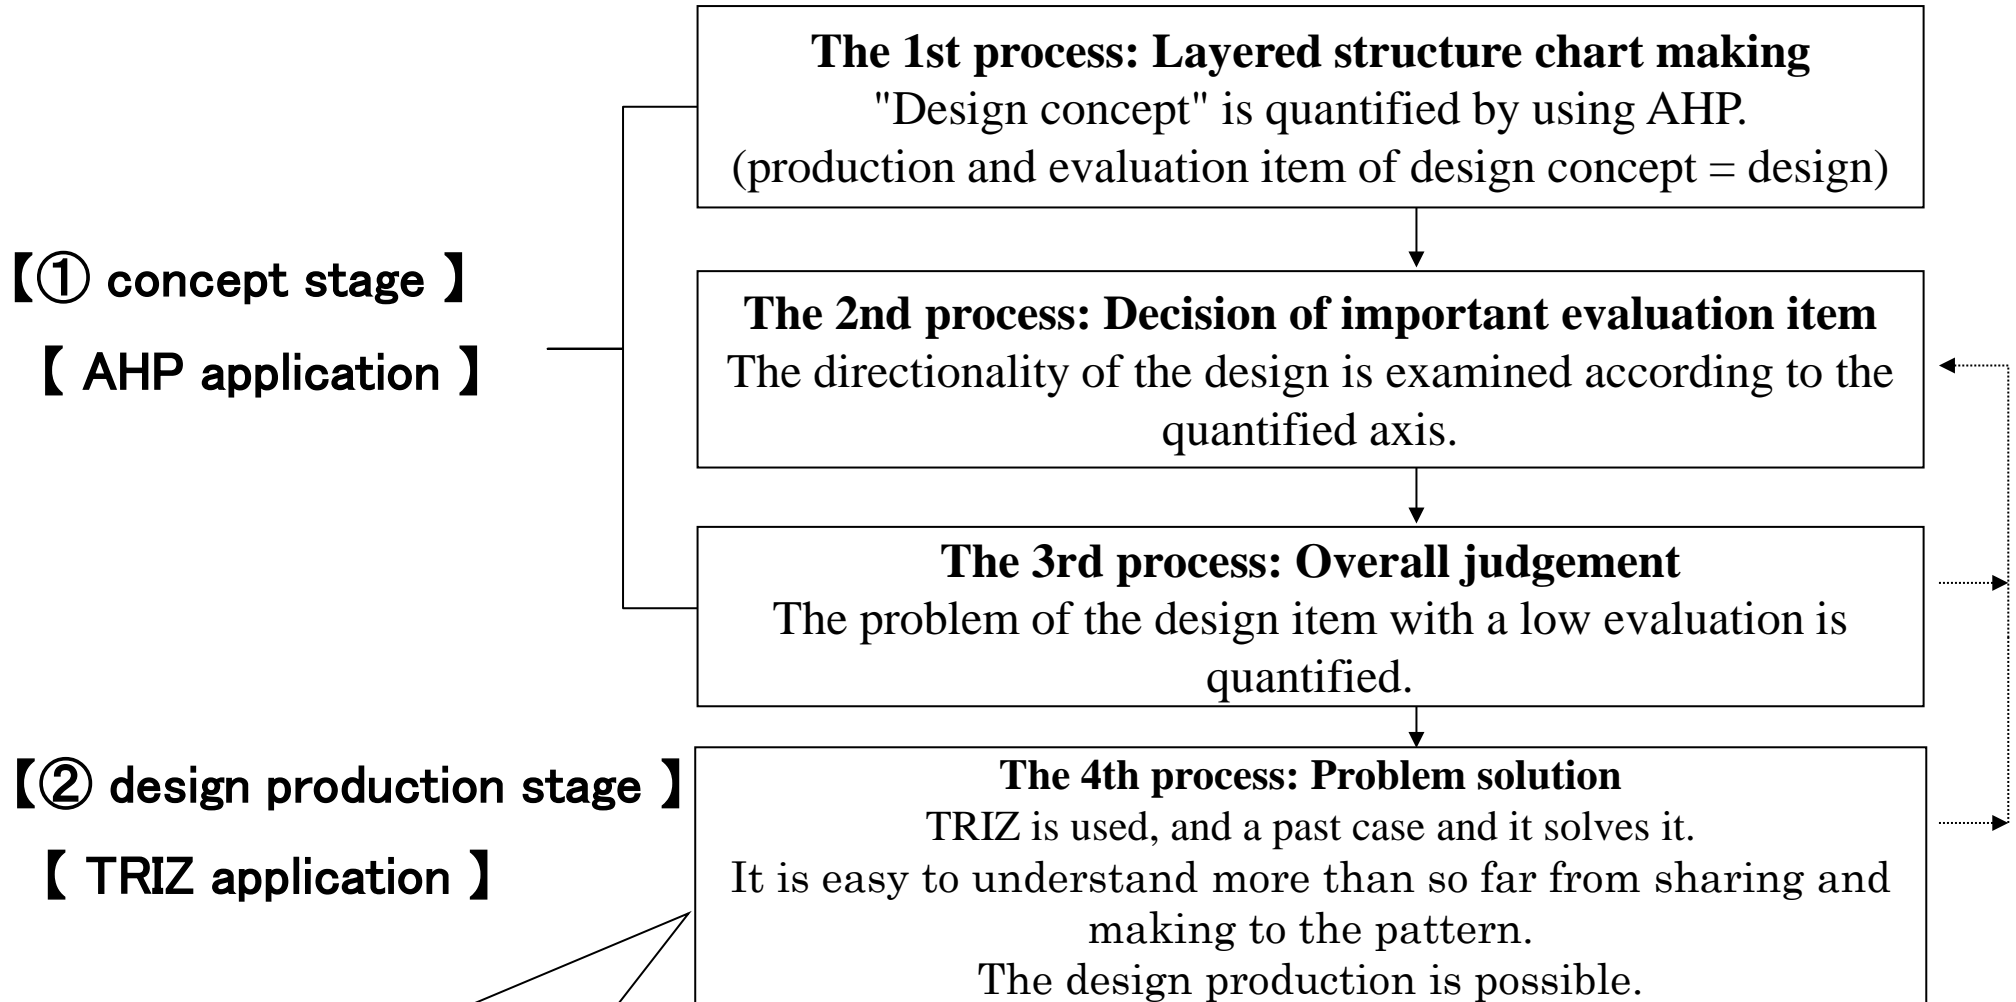 The 1st process: Layered structure chart making
"Design concept" is quantified by using AHP.
(production and evaluation item of design concept = design)
【① concept stage 】
【 AHP application 】
The 2nd process: Decision of important evaluation item
The directionality of the design is examined according to the
quantified axis.
The 3rd process: Overall judgement
The problem of the design item with a low evaluation is
quantified.
【② design production stage 】
【 TRIZ application 】
The 4th process: Problem solution
TRIZ is used, and a past case and it solves it.
It is easy to understand more than so far from sharing and
making to the pattern.
The design production is possible.